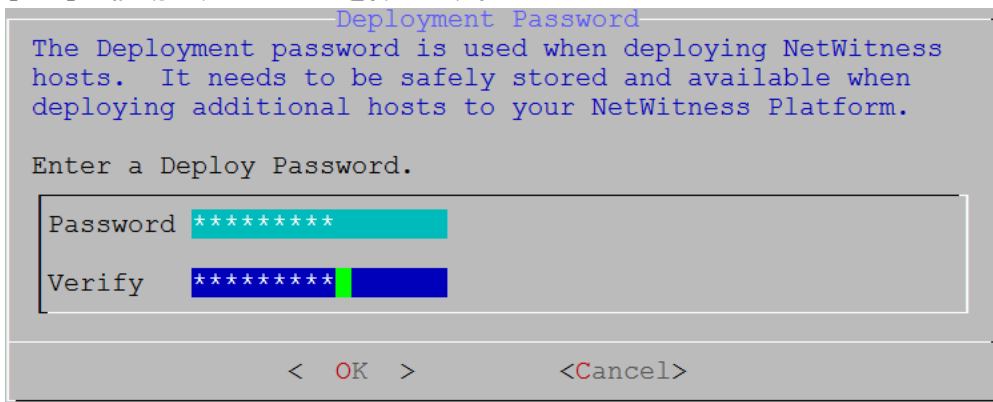 Deployment Password
The Deployment password is used when deploying NetWitness
hosts.  It needs to be safely stored and available when
deploying additional hosts to your NetWitness Platform.
Enter a Deploy Password.
Password *********
Verify *********
< OK > <Cancel>